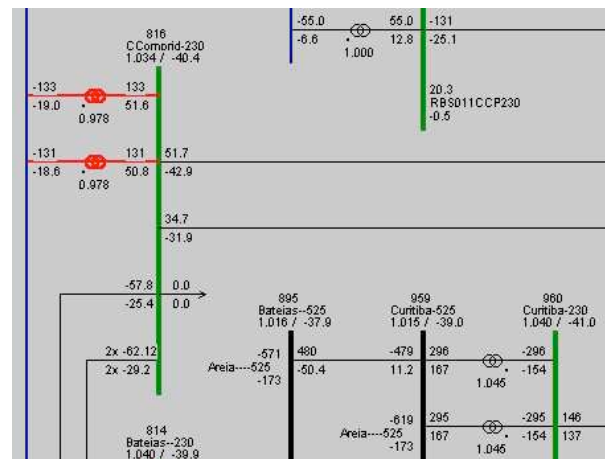 -55.0 55.0 -131
-6.6 12.8 -25.1
1.000
816
CComprid-230
1.034 / -40.4
-133 133
-19.0 51.6
0.978
20.3
RBS011CCP230
-0.5
-131 131 51.7
-18.6 50.8 -42.9
0.978
34.7
-31.9
-57.8 0.0
-25.4 0.0
895 959 960
Bateias--525 Curitiba-525 Curitiba-230
1.016 / -37.9 1.015 / -39.0 1.040 / -41.0
2x -62.12
2x -29.2
-571 480 -479 296 -296
Areia----525 -50.4 11.2 167 -154
-173
1.045
814
Bateias--230
1.040 / -39.9
-619 295 -295 146
Areia----525 167 -154 137
-173
1.045